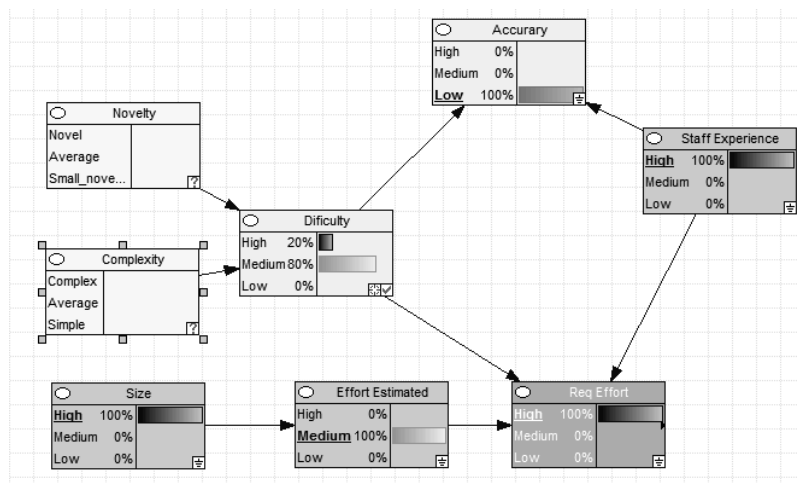 Accurary
High 0%
Medium 0%
Low 100%
Novelty
Novel
Average
Small_nove...
?
Staff Experience
High 100%
Medium 0%
Low 0%
Dificulty
High 20%
Medium 80%
Low 0%
Complexity
Complex
Average
Simple
?
Size
High 100%
Medium 0%
Low 0%
Effort Estimated
High 0%
Medium 100%
Low 0%
Req Effort
High 100%
Medium 0%
Low 0%